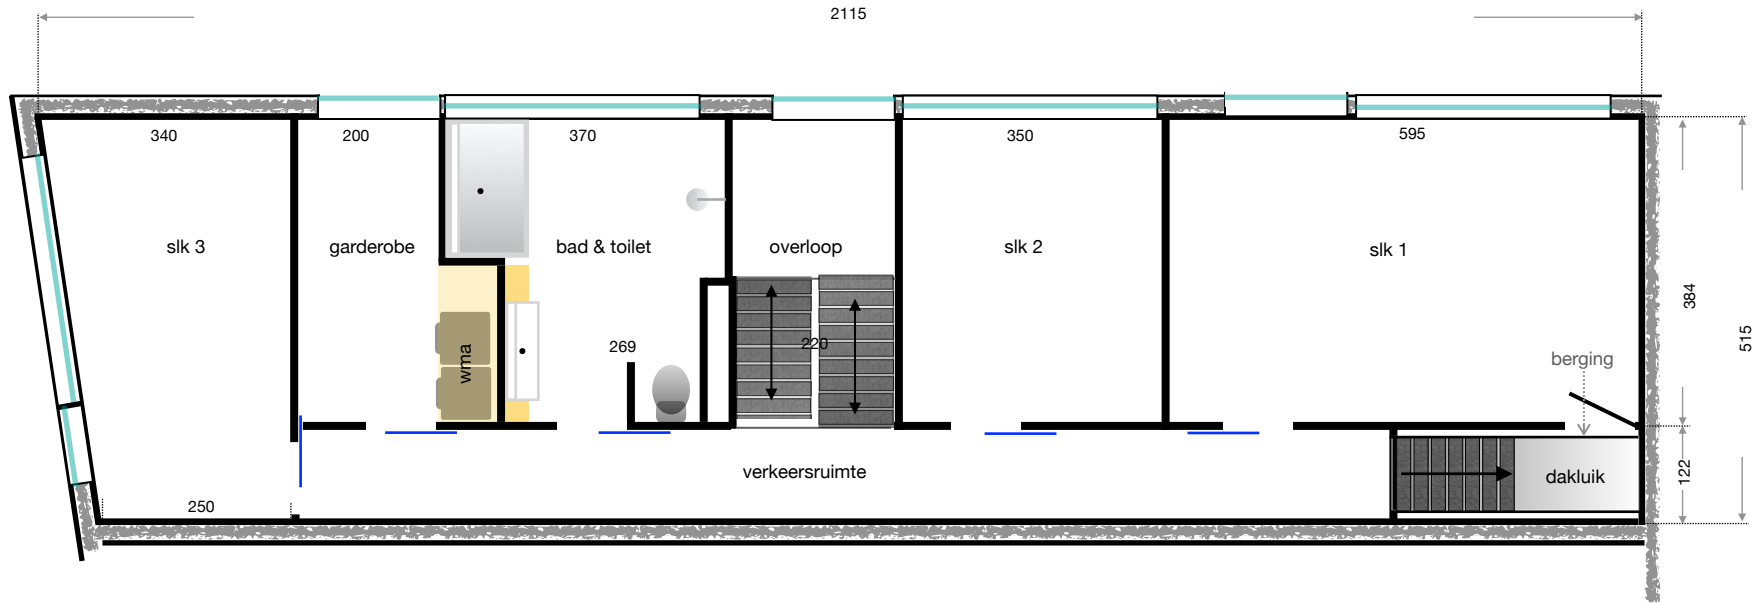 2115
340
200
370
350
595
slk 3
garderobe
bad & toilet
overloop
slk 2
slk 1
384
515
wma
269
220
berging
verkeersruimte
122
dakluik
250